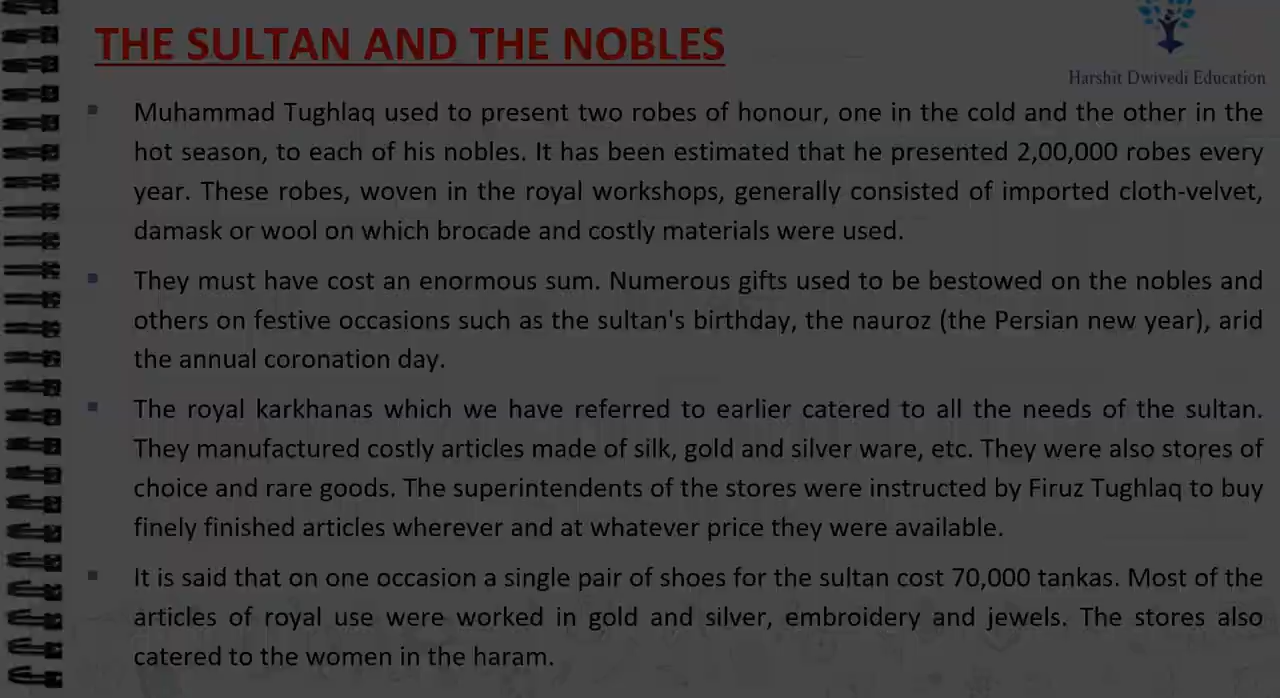 THE SULTAN AND THE NOBLES
Harshit Dwivedi Education
▪ Muhammad Tughlaq used to present two robes of honour, one in the cold and the other in the
hot season, to each of his nobles. It has been estimated that he presented 2,00,000 robes every
year. These robes, woven in the royal workshops, generally consisted of imported cloth-velvet,
damask or wool on which brocade and costly materials were used.
▪ They must have cost an enormous sum. Numerous gifts used to be bestowed on the nobles and
others on festive occasions such as the sultan's birthday, the nauroz (the Persian new year), arid
the annual coronation day.
▪ The royal karkhanas which we have referred to earlier catered to all the needs of the sultan.
They manufactured costly articles made of silk, gold and silver ware, etc. They were also stores of
choice and rare goods. The superintendents of the stores were instructed by Firuz Tughlaq to buy
finely finished articles wherever and at whatever price they were available.
▪ It is said that on one occasion a single pair of shoes for the sultan cost 70,000 tankas. Most of the
articles of royal use were worked in gold and silver, embroidery and jewels. The stores also
catered to the women in the haram.